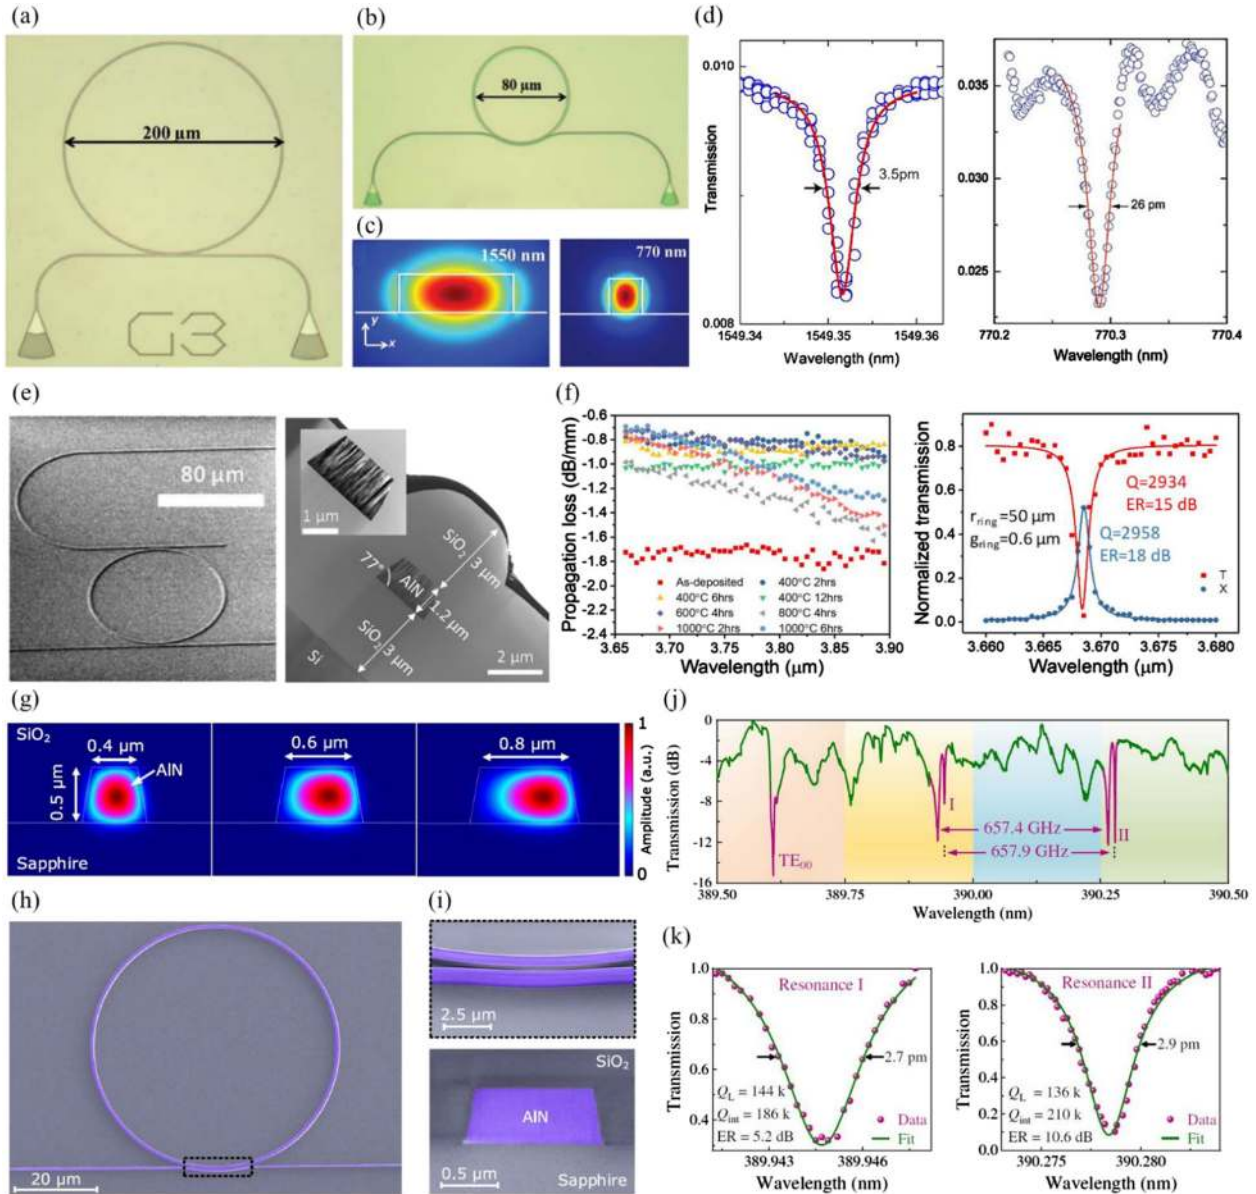 (a)
200 μm
G3
(b)
80 μm
(c)
1550 nm
770 nm
y
x
(d)
Transmission
0.010
0.008
3.5pm
1549.34 1549.35 1549.36
Wavelength (nm)
0.035
0.030
0.025
26 pm
770.2 770.3 770.4
Wavelength (nm)
(e)
80 μm
1 μm
SiO₂
3 μm
77°
AlN
1.2 μm
SiO₂
3 μm
Si
2 μm
(f)
Propagation loss (dB/mm)
-0.6
-0.8
-1.0
-1.2
-1.4
-1.6
-1.8
-2.0
-2.2
-2.4
As-deposited 400°C 2hrs
400°C 6hrs 400°C 12hrs
600°C 4hrs 800°C 4hrs
1000°C 2hrs 1000°C 6hrs
3.65 3.70 3.75 3.80 3.85 3.90
Wavelength (μm)
Normalized transmission
0.8
0.6
0.4
0.2
0.0
Q=2934
ER=15 dB
r_ring=50 μm
g_ring=0.6 μm
Q=2958
ER=18 dB
T
X
3.660 3.665 3.670 3.675 3.680
Wavelength (μm)
(g)
SiO₂
0.4 μm
0.6 μm
0.8 μm
AlN
0.5 μm
Sapphire
1
Amplitude (a.u.)
0
(h)
20 μm
(i)
2.5 μm
SiO₂
AlN
0.5 μm
Sapphire
(j)
Transmission (dB)
0
-4
-8
-12
-16
TE₀₀
I
657.4 GHz
II
657.9 GHz
389.50 389.75 390.00 390.25 390.50
Wavelength (nm)
(k)
Transmission
1.0
0.8
0.6
0.4
Resonance I
2.7 pm
Q_L = 144 k
Q_int = 186 k
ER = 5.2 dB
Data
Fit
389.943 389.946
Wavelength (nm)
Transmission
1.0
0.8
0.6
0.4
0.2
0.0
Resonance II
2.9 pm
Q_L = 136 k
Q_int = 210 k
ER = 10.6 dB
Data
Fit
390.275 390.280
Wavelength (nm)